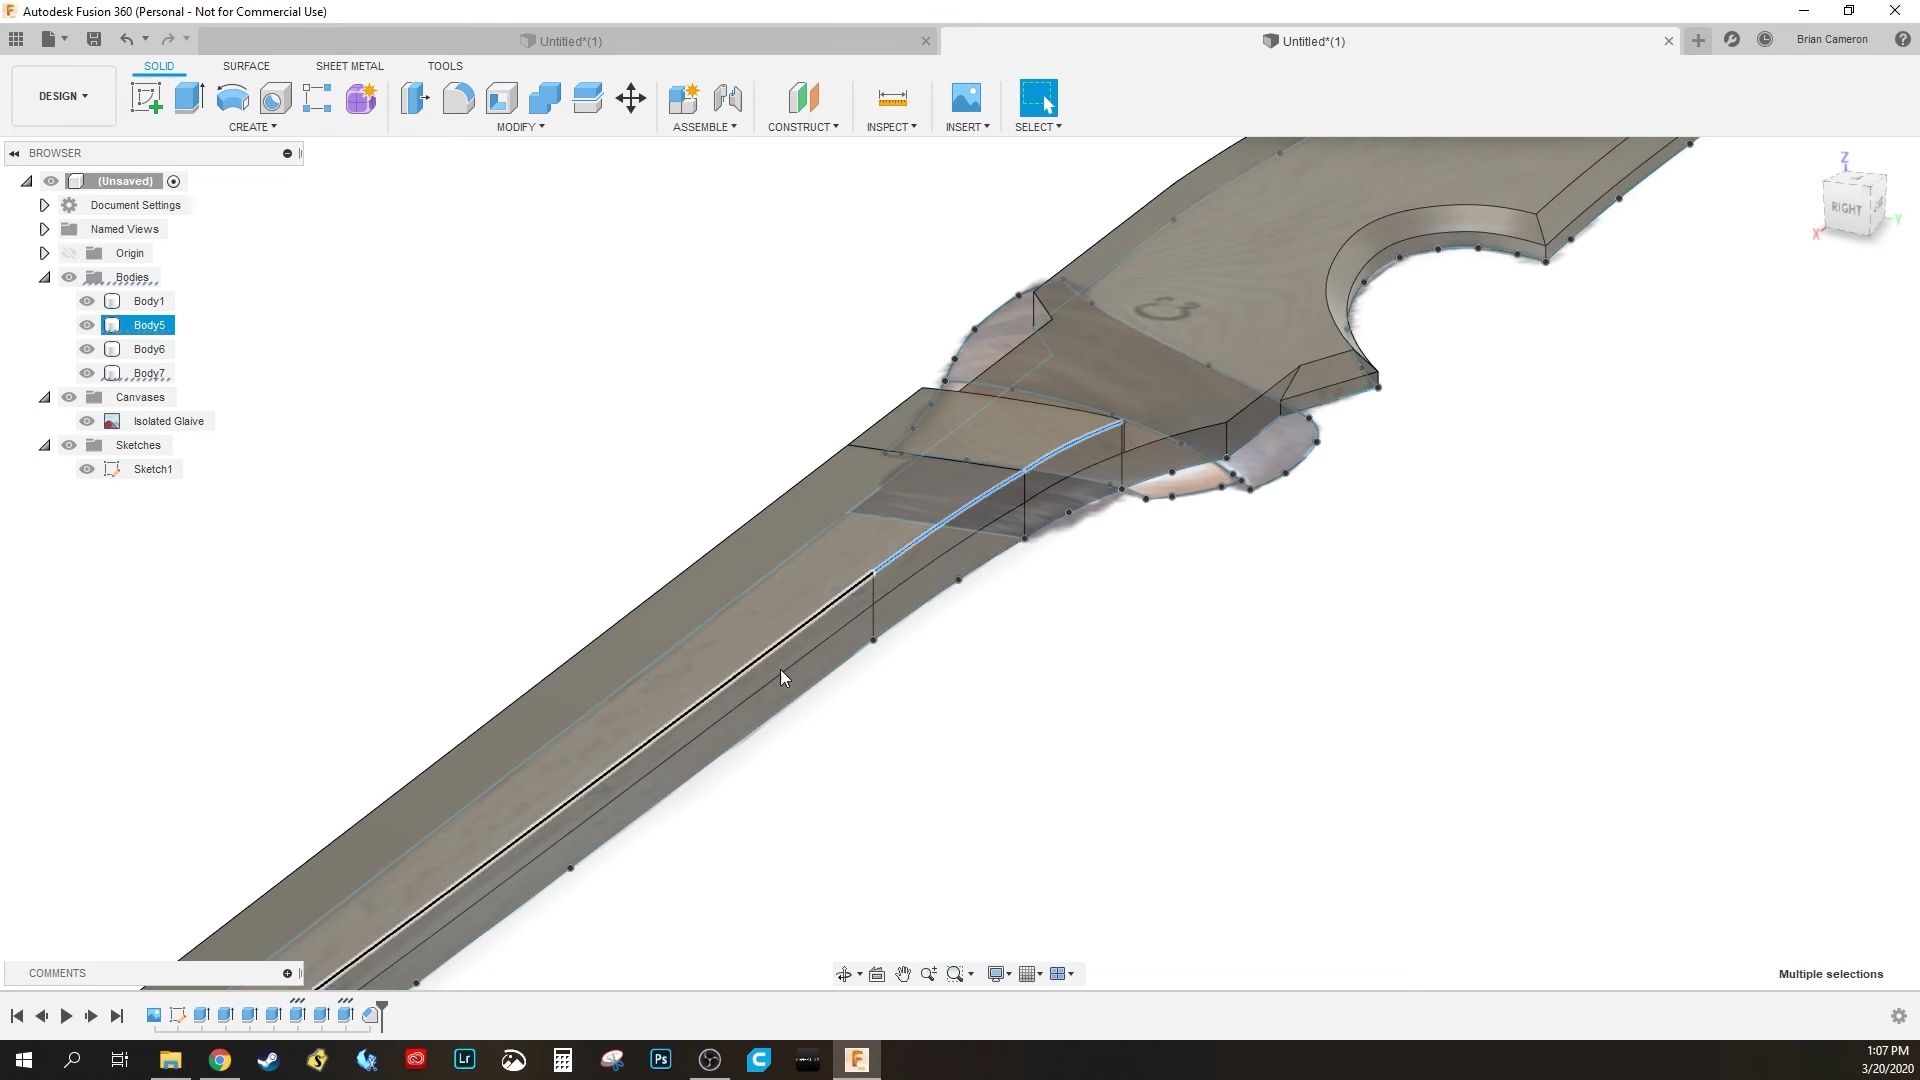 Autodesk Fusion 360 (Personal - Not for Commercial Use)
Untitled*(1)
Untitled*(1)
Brian Cameron
DESIGN
SOLID
SURFACE
SHEET METAL
TOOLS
CREATE
MODIFY
ASSEMBLE
CONSTRUCT
INSPECT
INSERT
SELECT
BROWSER
(Unsaved)
Document Settings
Named Views
Origin
Bodies
Body1
Body5
Body6
Body7
Canvases
Isolated Glaive
Sketches
Sketch1
Z
RIGHT
Y
X
COMMENTS
Multiple selections
Lr
Ps
1:07 PM
3/20/2020